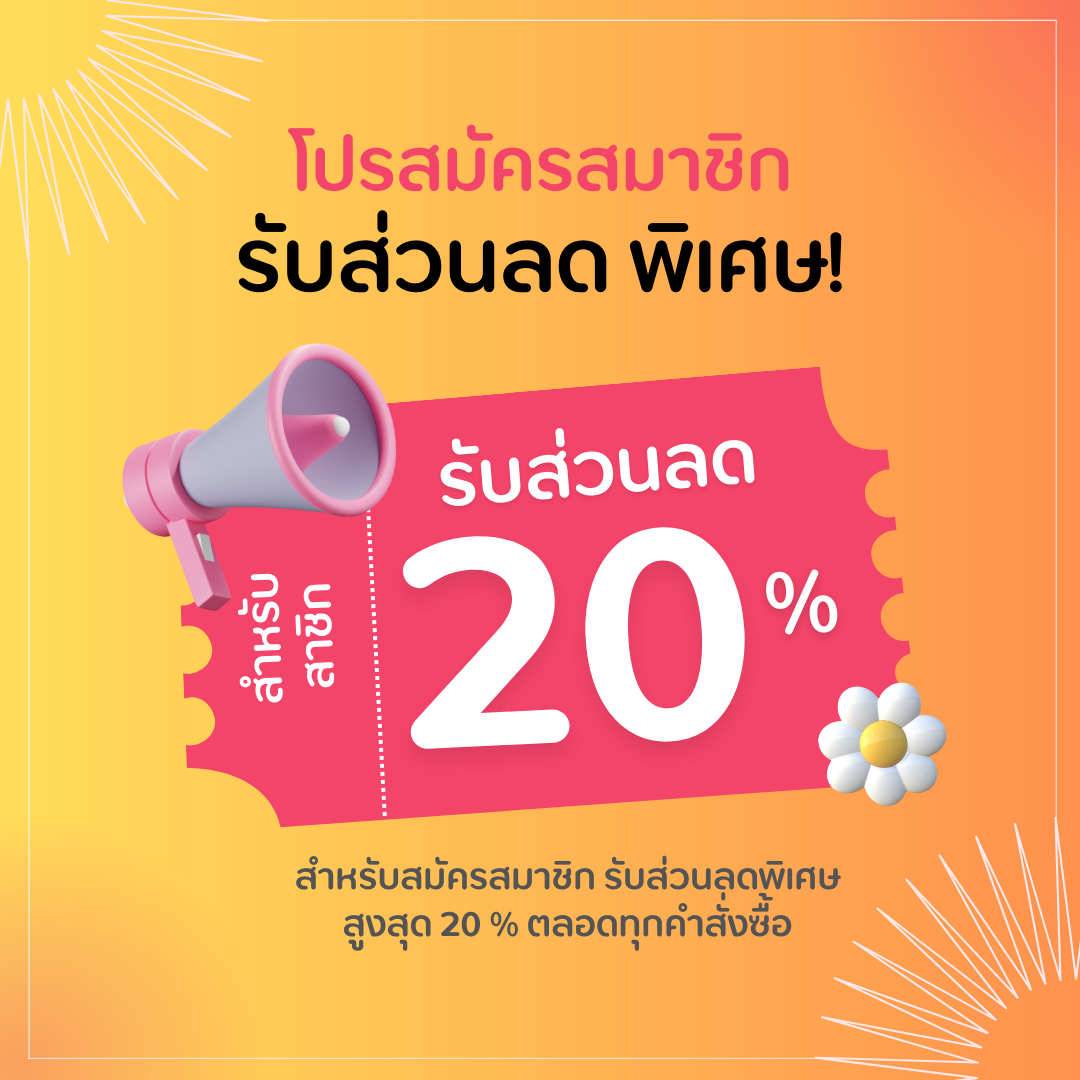 โปรสมัครสมาชิก
รับส่วนลด พิเศษ!
รับส่วนลด
20 %
สำหรับ
สาชิก
สำหรับสมัครสมาชิก รับส่วนลดพิเศษ
สูงสุด 20 % ตลอดทุกคำสั่งซื้อ